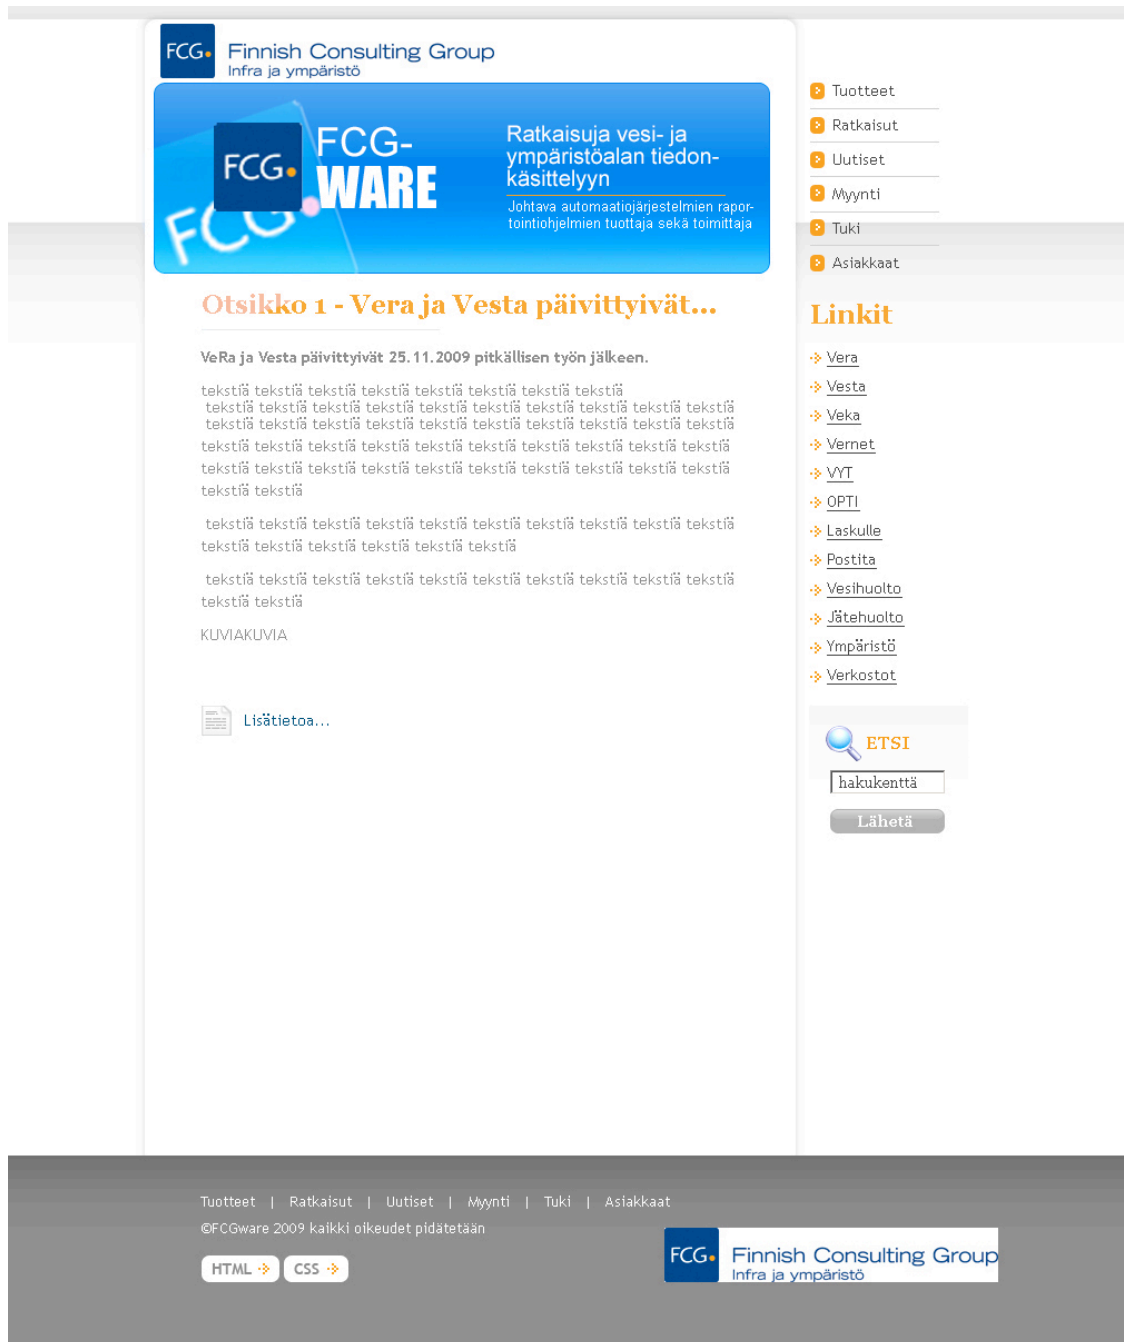 FCG.
Finnish Consulting Group
Infra ja ympäristö
FCG.
FCG-
WARE
FCG.
Ratkaisuja vesi- ja
ympäristöalan tiedon-
käsittelyyn
Johtava automaatiojärjestelmien rapor-
tointiohjelmien tuottaja sekä toimittaja
Otsikko 1 - Vera ja Vesta päivittyivät...
VeRa ja Vesta päivittyivät 25.11.2009 pitkällisen työn jälkeen.
tekstiä tekstiä tekstiä tekstiä tekstiä tekstiä tekstiä tekstiä
tekstiä tekstiä tekstiä tekstiä tekstiä tekstiä tekstiä tekstiä tekstiä tekstiä
tekstiä tekstiä tekstiä tekstiä tekstiä tekstiä tekstiä tekstiä tekstiä tekstiä
tekstiä tekstiä tekstiä tekstiä tekstiä tekstiä tekstiä tekstiä tekstiä tekstiä
tekstiä tekstiä tekstiä tekstiä tekstiä tekstiä tekstiä tekstiä tekstiä tekstiä
tekstiä tekstiä
tekstiä tekstiä tekstiä tekstiä tekstiä tekstiä tekstiä tekstiä tekstiä tekstiä
tekstiä tekstiä tekstiä tekstiä tekstiä tekstiä
tekstiä tekstiä tekstiä tekstiä tekstiä tekstiä tekstiä tekstiä tekstiä tekstiä
tekstiä tekstiä
KUVIAKUVIA
Lisätietoa...
Tuotteet
Ratkaisut
Uutiset
Myynti
Tuki
Asiakkaat
Linkit
Vera
Vesta
Veka
Vernet
VYT
OPTI
Laskulle
Postita
Vesihuolto
Jätehuolto
Ympäristö
Verkostot
ETSI
hakukenttä
Lähetä
Tuotteet | Ratkaisut | Uutiset | Myynti | Tuki | Asiakkaat
©FCGware 2009 kaikki oikeudet pidätetään
HTML CSS
FCG.
Finnish Consulting Group
Infra ja ympäristö